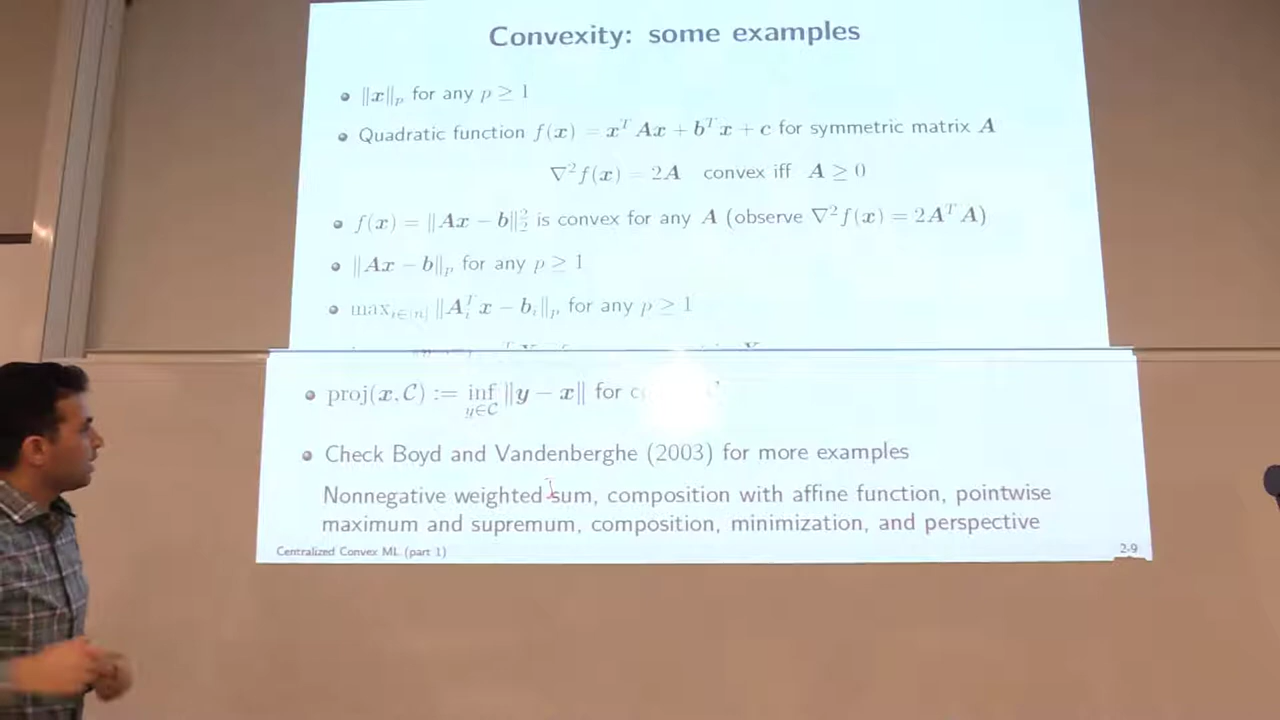 Convexity: some examples
‖x‖ₚ for any p ≥ 1
Quadratic function f(x) = xᵀAx + bᵀx + c for symmetric matrix A
∇²f(x) = 2A convex iff A ≥ 0
f(x) = ‖Ax − b‖₂² is convex for any A (observe ∇²f(x) = 2AᵀA)
‖Ax − b‖ₚ for any p ≥ 1
max_{i∈[n]} ‖Aᵢᵀx − bᵢ‖ₚ for any p ≥ 1
proj(x, C) := inf_{y∈C} ‖y − x‖ for
Check Boyd and Vandenberghe (2003) for more examples
Nonnegative weighted sum, composition with affine function, pointwise
maximum and supremum, composition, minimization, and perspective
Centralized Convex ML (part 1) 2-9